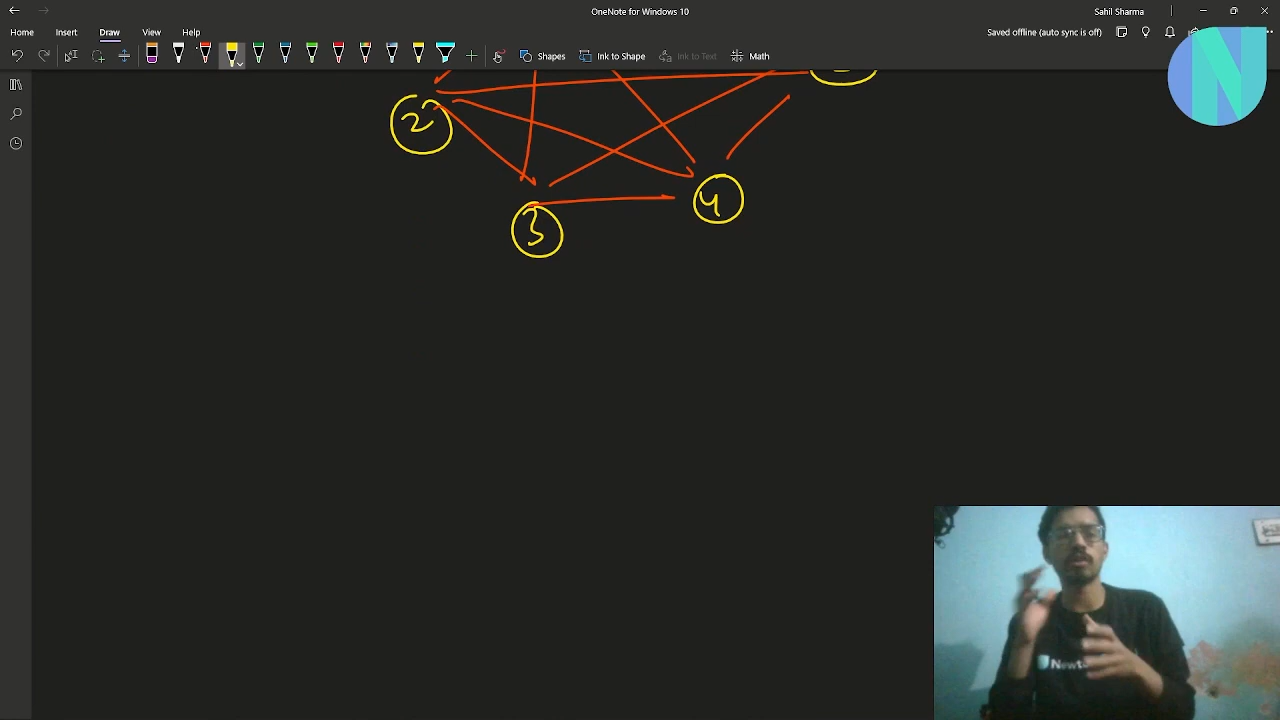 OneNote for Windows 10
Sahil Sharma
Home Insert Draw View Help
Saved offline (auto sync is off)
Shapes Ink to Shape Ink to Text Math
2
4
3
N
Newt